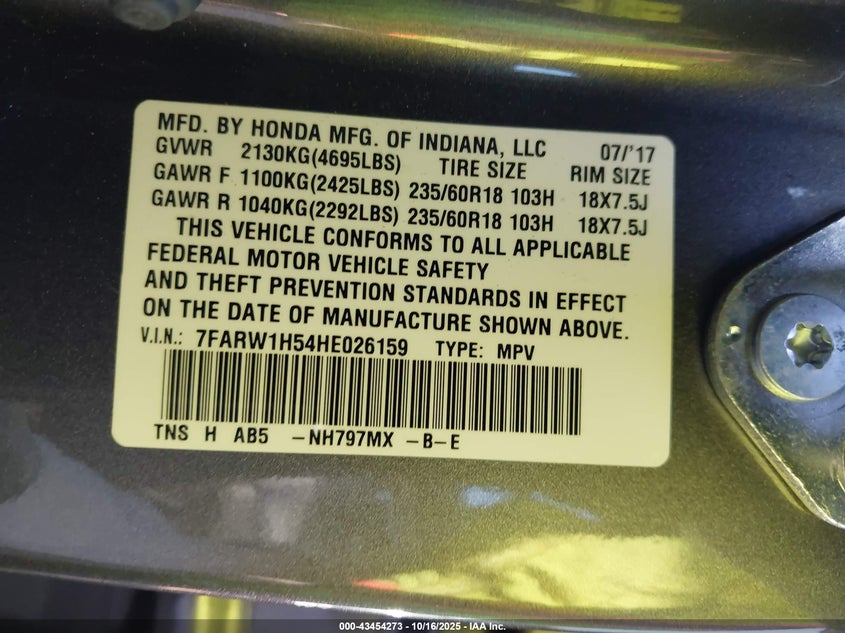 MFD. BY HONDA MFG. OF INDIANA, LLC 07/'17
GVWR 2130KG(4695LBS) TIRE SIZE RIM SIZE
GAWR F 1100KG(2425LBS) 235/60R18 103H 18X7.5J
GAWR R 1040KG(2292LBS) 235/60R18 103H 18X7.5J
THIS VEHICLE CONFORMS TO ALL APPLICABLE
FEDERAL MOTOR VEHICLE SAFETY
AND THEFT PREVENTION STANDARDS IN EFFECT
ON THE DATE OF MANUFACTURE SHOWN ABOVE.
V.I.N.: 7FARW1H54HE026159 TYPE: MPV
TNS H AB5 -NH797MX -B-E
000-43454273 - 10/16/2025 - IAA Inc.